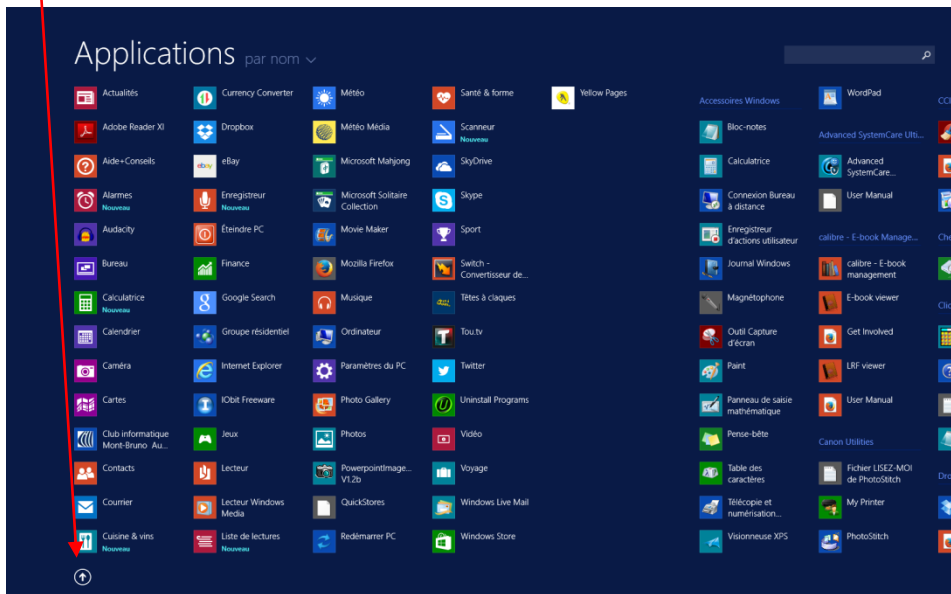 Applications par nom
Actualités
Adobe Reader XI
Aide+Conseils
Alarmes
Nouveau
Audacity
Bureau
Calculatrice
Nouveau
Calendrier
Caméra
Cartes
Club informatique
Mont-Bruno Au...
Contacts
Courrier
Cuisine & vins
Nouveau
Currency Converter
Dropbox
eBay
Enregistreur
Nouveau
Éteindre PC
Finance
Google Search
Groupe résidentiel
Internet Explorer
IObit Freeware
Jeux
Lecteur
Lecteur Windows
Media
Liste de lectures
Nouveau
Météo
Météo Média
Microsoft Mahjong
Microsoft Solitaire
Collection
Movie Maker
Mozilla Firefox
Musique
Ordinateur
Paramètres du PC
Photo Gallery
Photos
PowerpointImage...
V1.2b
QuickStores
Redémarrer PC
Santé & forme
Scanneur
Nouveau
SkyDrive
Skype
Sport
Switch -
Convertisseur de...
Têtes à claques
Tou.tv
Twitter
Uninstall Programs
Vidéo
Voyage
Windows Live Mail
Windows Store
Yellow Pages
Accessoires Windows
Bloc-notes
Calculatrice
Connexion Bureau
à distance
Enregistreur
d'actions utilisateur
Journal Windows
Magnétophone
Outil Capture
d'écran
Paint
Panneau de saisie
mathématique
Pense-bête
Table des
caractères
Télécopie et
numérisation...
Visionneuse XPS
WordPad
Advanced SystemCare Ulti...
Advanced
SystemCare...
User Manual
calibre - E-book Manage...
calibre - E-book
management
E-book viewer
Get Involved
LRF viewer
User Manual
Canon Utilities
Fichier LISEZ-MOI
de PhotoStitch
My Printer
PhotoStitch